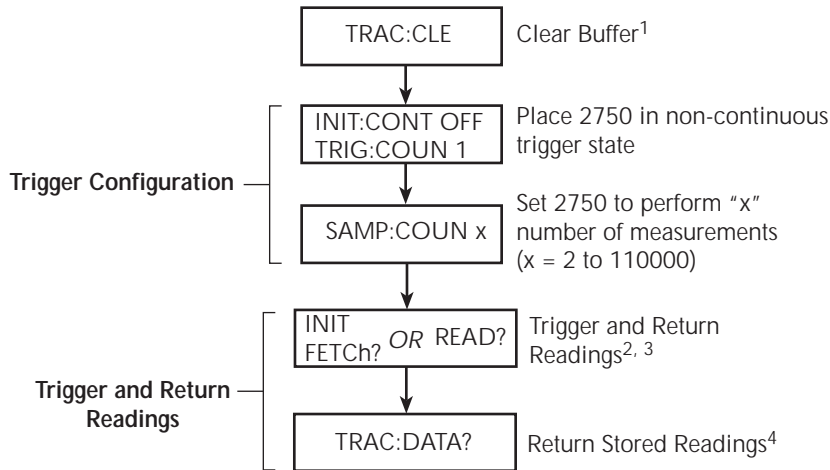 TRAC:CLE
Clear Buffer1
Trigger Configuration
INIT:CONT OFF
TRIG:COUN 1
Place 2750 in non-continuous
trigger state
SAMP:COUN x
Set 2750 to perform “x”
number of measurements
(x = 2 to 110000)
Trigger and Return
Readings
INIT
FETCh?
OR
READ?
Trigger and Return
Readings2, 3
TRAC:DATA?
Return Stored Readings4